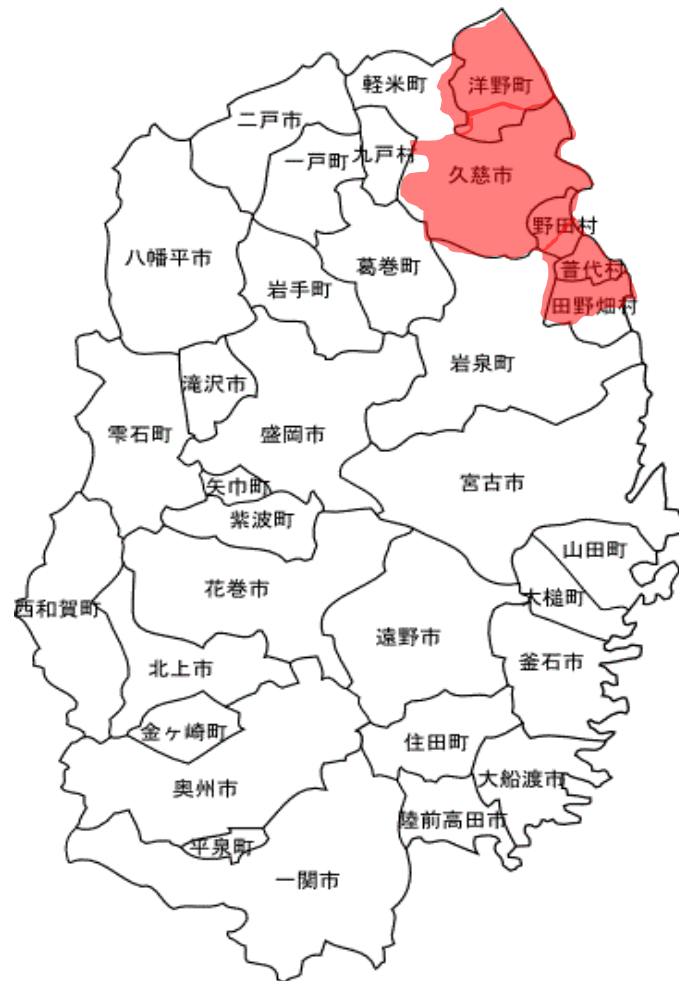 軽米町
洋野町
二戸市
一戸町
九戸村
久慈市
野田村
八幡平市
葛巻町
岩手町
普代村
田野畑村
岩泉町
滝沢市
雫石町
盛岡市
矢巾町
宮古市
紫波町
山田町
花巻市
大槌町
西和賀町
遠野市
釜石市
北上市
金ヶ崎町
住田町
大船渡市
奥州市
陸前高田市
平泉町
一関市